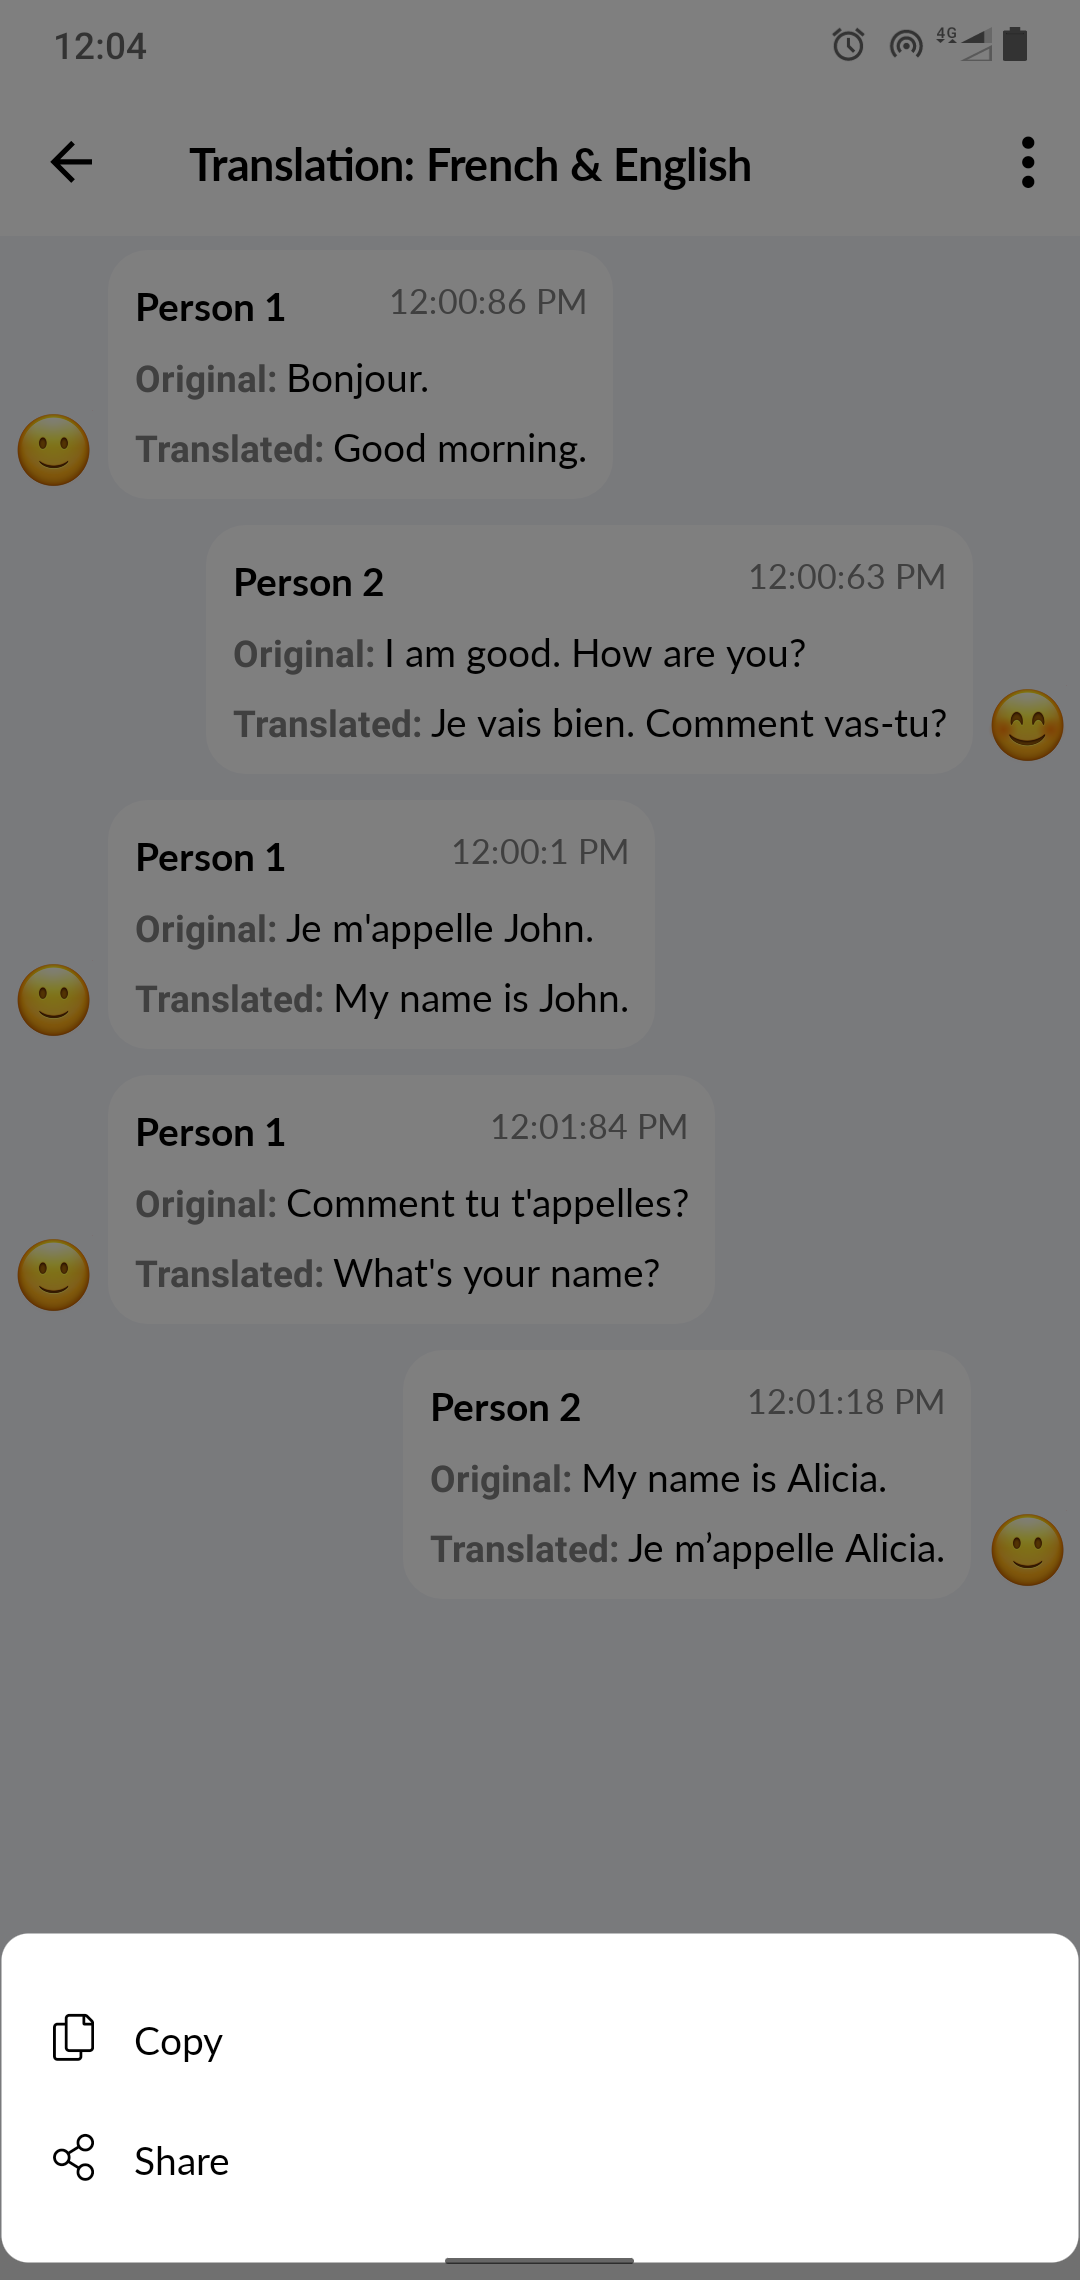 12:04
4G
Translation: French & English
Person 1 12:00:86 PM
Original: Bonjour.
Translated: Good morning.
Person 2 12:00:63 PM
Original: I am good. How are you?
Translated: Je vais bien. Comment vas-tu?
Person 1 12:00:1 PM
Original: Je m'appelle John.
Translated: My name is John.
Person 1 12:01:84 PM
Original: Comment tu t'appelles?
Translated: What's your name?
Person 2 12:01:18 PM
Original: My name is Alicia.
Translated: Je m’appelle Alicia.
Copy
Share